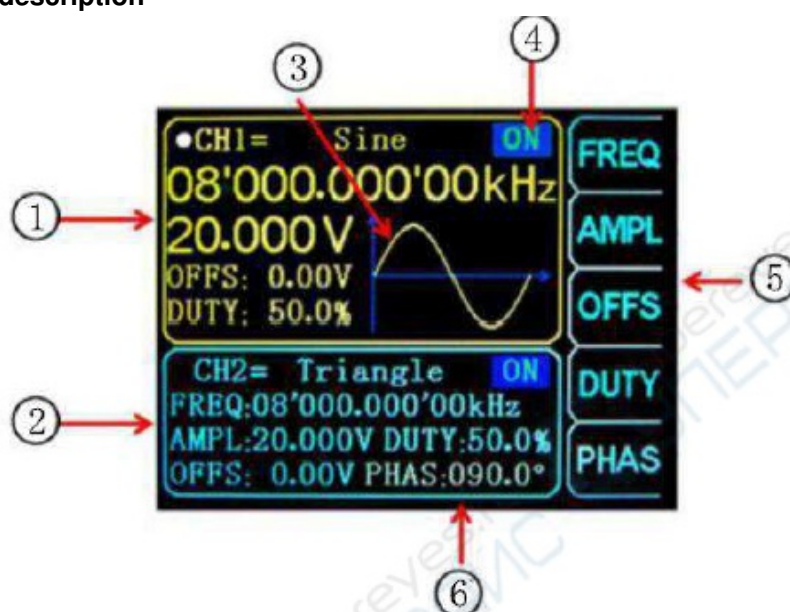 description
④
③
●CH1= Sine ON
08'000.000'00kHz
20.000V
OFFS: 0.00V
DUTY: 50.0%
①
CH2= Triangle ON
FREQ:08'000.000'00kHz
AMPL:20.000V DUTY:50.0%
OFFS: 0.00V PHAS:090.0°
②
FREQ
AMPL
OFFS
DUTY
PHAS
⑤
⑥